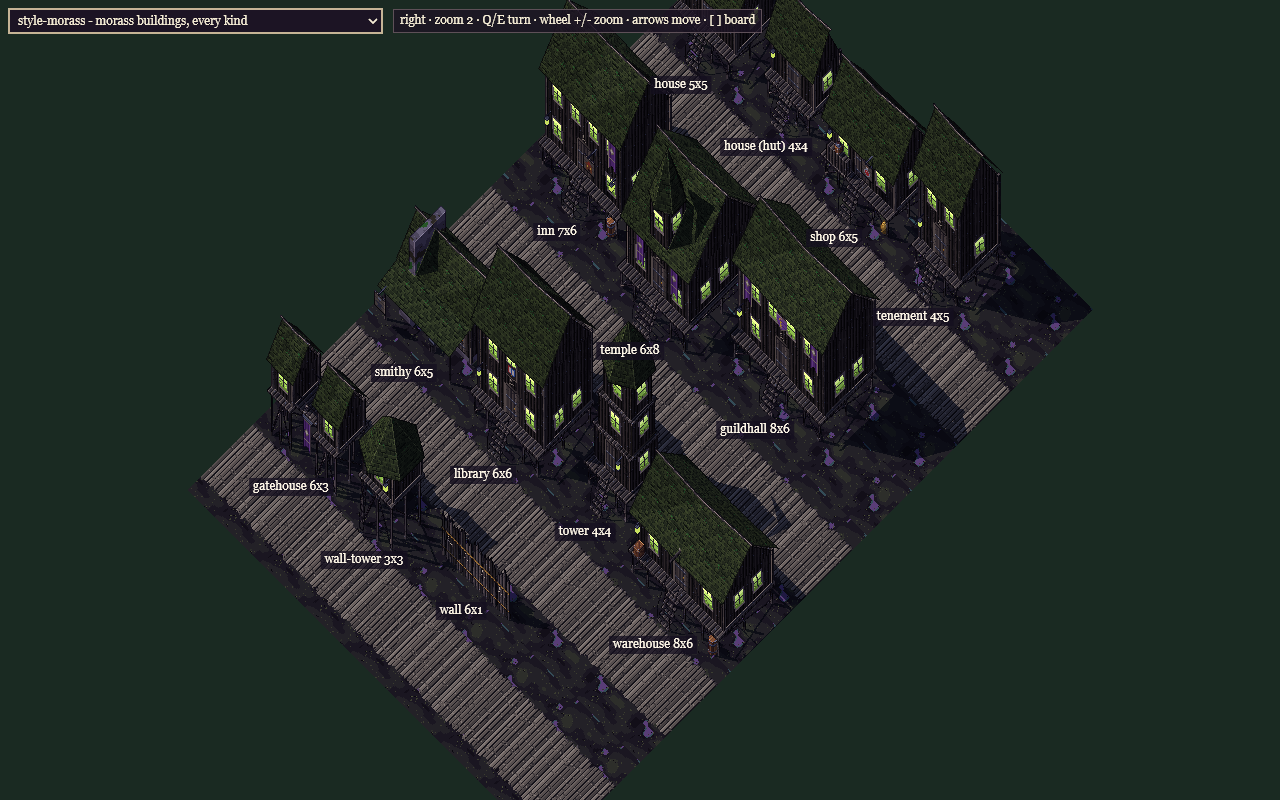 style-morass - morass buildings, every kind
right · zoom 2 · Q/E turn · wheel +/- zoom · arrows move · [ ] board
house 5x5
house (hut) 4x4
inn 7x6
shop 6x5
tenement 4x5
temple 6x8
smithy 6x5
guildhall 8x6
library 6x6
gatehouse 6x3
tower 4x4
wall-tower 3x3
wall 6x1
warehouse 8x6